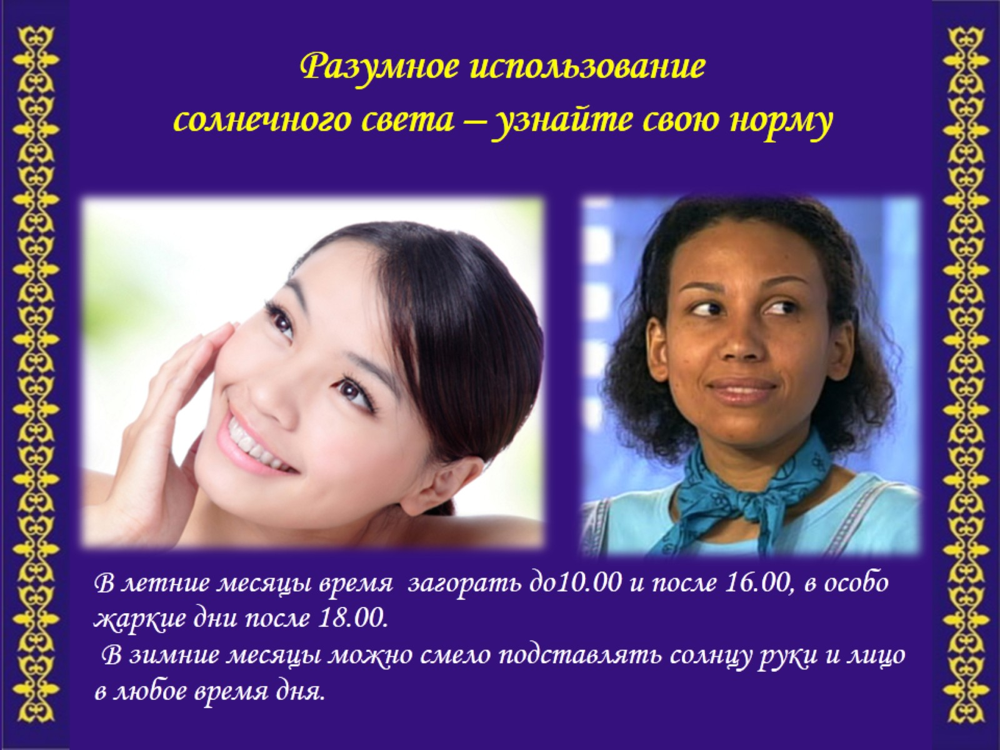 Разумное использование
солнечного света – узнайте свою норму
В летние месяцы время  загорать до10.00 и после 16.00, в особо
жаркие дни после 18.00.
В зимние месяцы можно смело подставлять солнцу руки и лицо
в любое время дня.